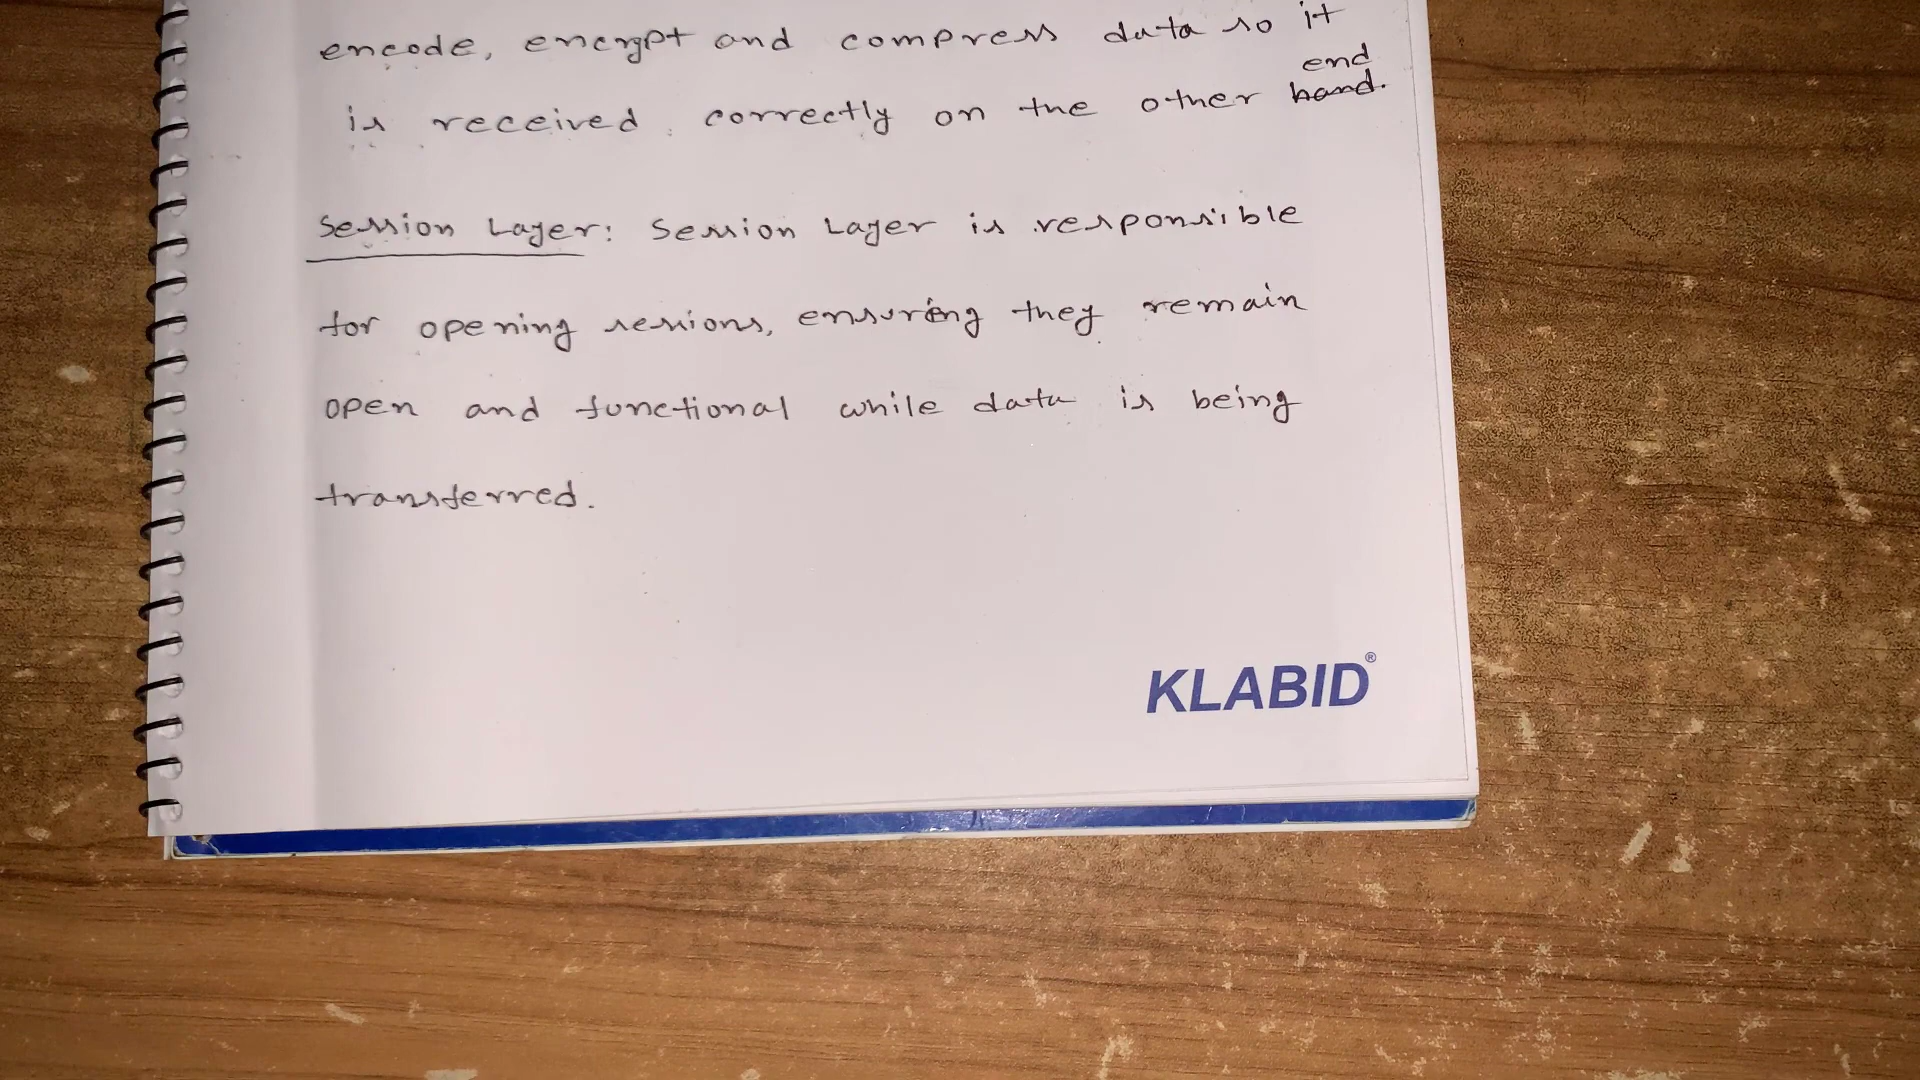 encode, encrypt and compress data so it
is received correctly on the other end
hand.
Session Layer: Session Layer is responsible
for opening sessions, ensuring they remain
open and functional while data is being
transferred.
KLABID®